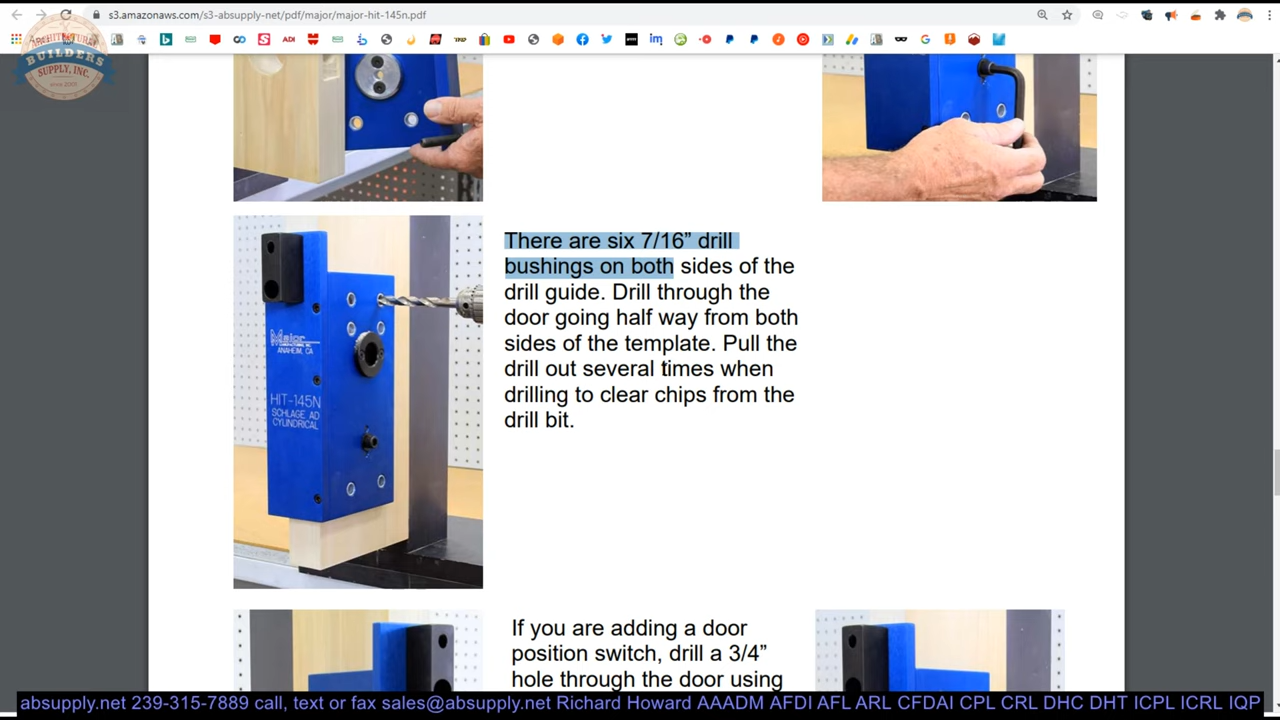 s3.amazonaws.com/s3-absupply-net/pdf/major/major-hit-145n.pdf
ARCHITECTURAL
BUILDERS
SUPPLY, INC.
since 2005
There are six 7/16” drill
bushings on both sides of the
drill guide. Drill through the
door going half way from both
sides of the template. Pull the
drill out several times when
drilling to clear chips from the
drill bit.
Major
MANUFACTURING, INC.
ANAHEIM, CA
HIT-145N
SCHLAGE AD
CYLINDRICAL
If you are adding a door
position switch, drill a 3/4”
hole through the door using
absupply.net 239-315-7889 call, text or fax sales@absupply.net Richard Howard AAADM AFDI AFL ARL CFDAI CPL CRL DHC DHT ICPL ICRL IQP